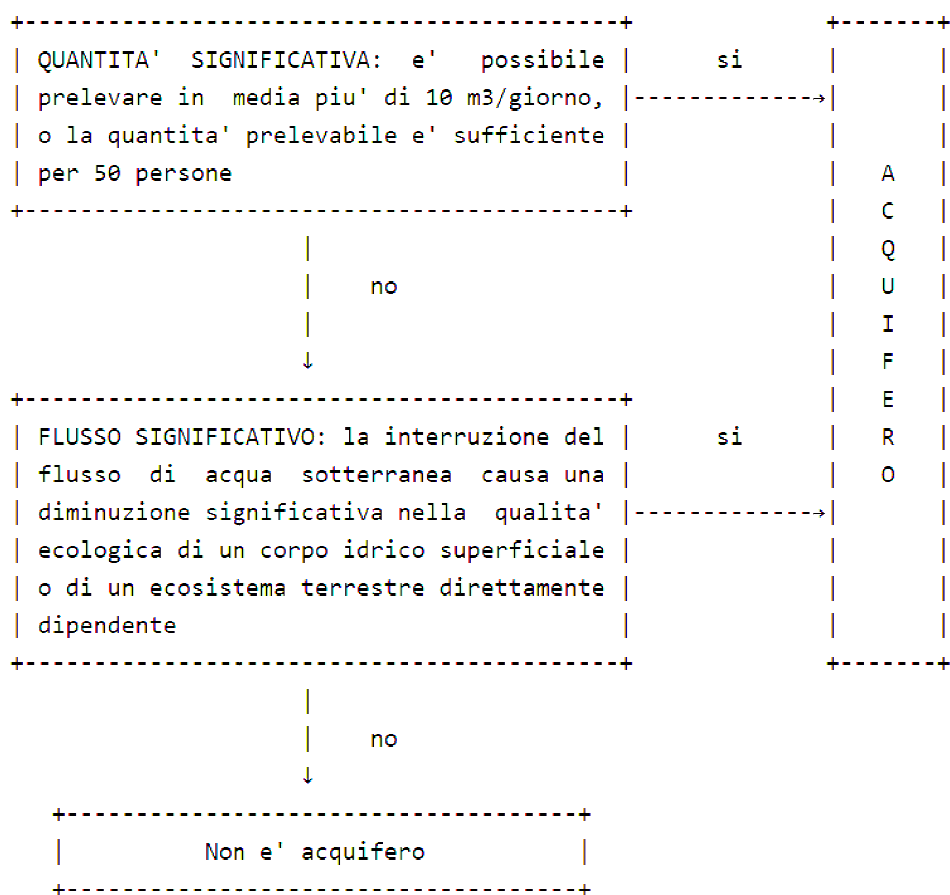 QUANTITA' SIGNIFICATIVA: e' possibile
prelevare in media piu' di 10 m3/giorno,
o la quantita' prelevabile e' sufficiente
per 50 persone
si
no
FLUSSO SIGNIFICATIVO: la interruzione del
flusso di acqua sotterranea causa una
diminuzione significativa nella qualita'
ecologica di un corpo idrico superficiale
o di un ecosistema terrestre direttamente
dipendente
si
no
Non e' acquifero
A
C
Q
U
I
F
E
R
O